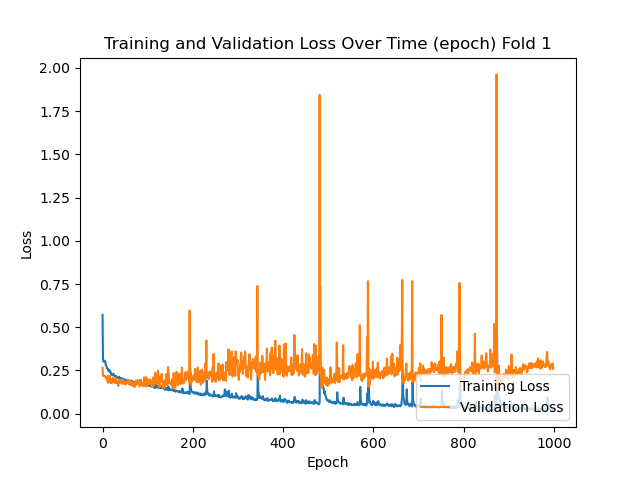 Training and Validation Loss Over Time (epoch) Fold 1
2.00
1.75
1.50
1.25
1.00
0.75
0.50
0.25
0.00
Loss
Training Loss
Validation Loss
0 200 400 600 800 1000
Epoch